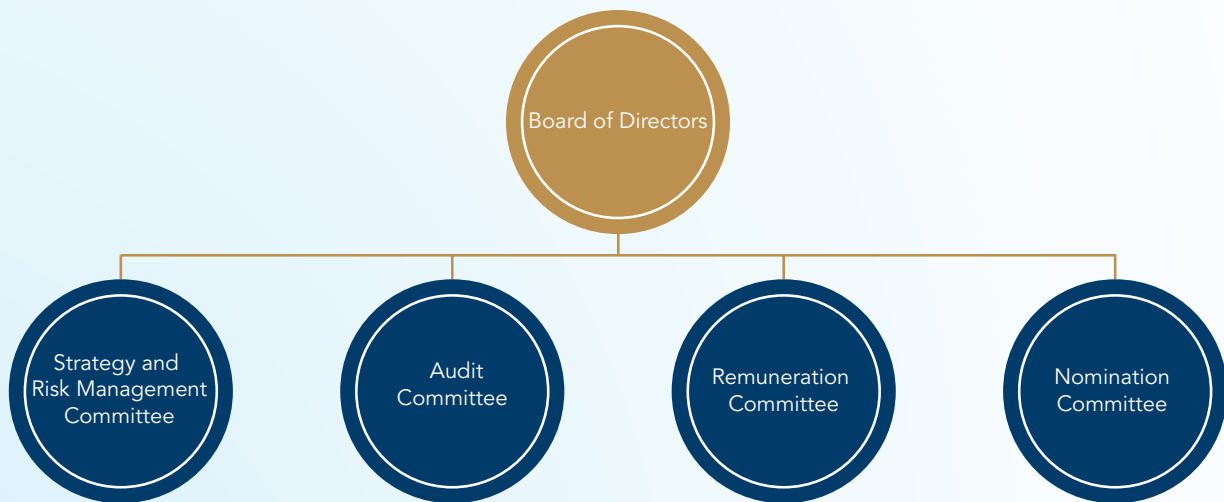 Board of Directors
Strategy and
Risk Management
Committee
Audit
Committee
Remuneration
Committee
Nomination
Committee